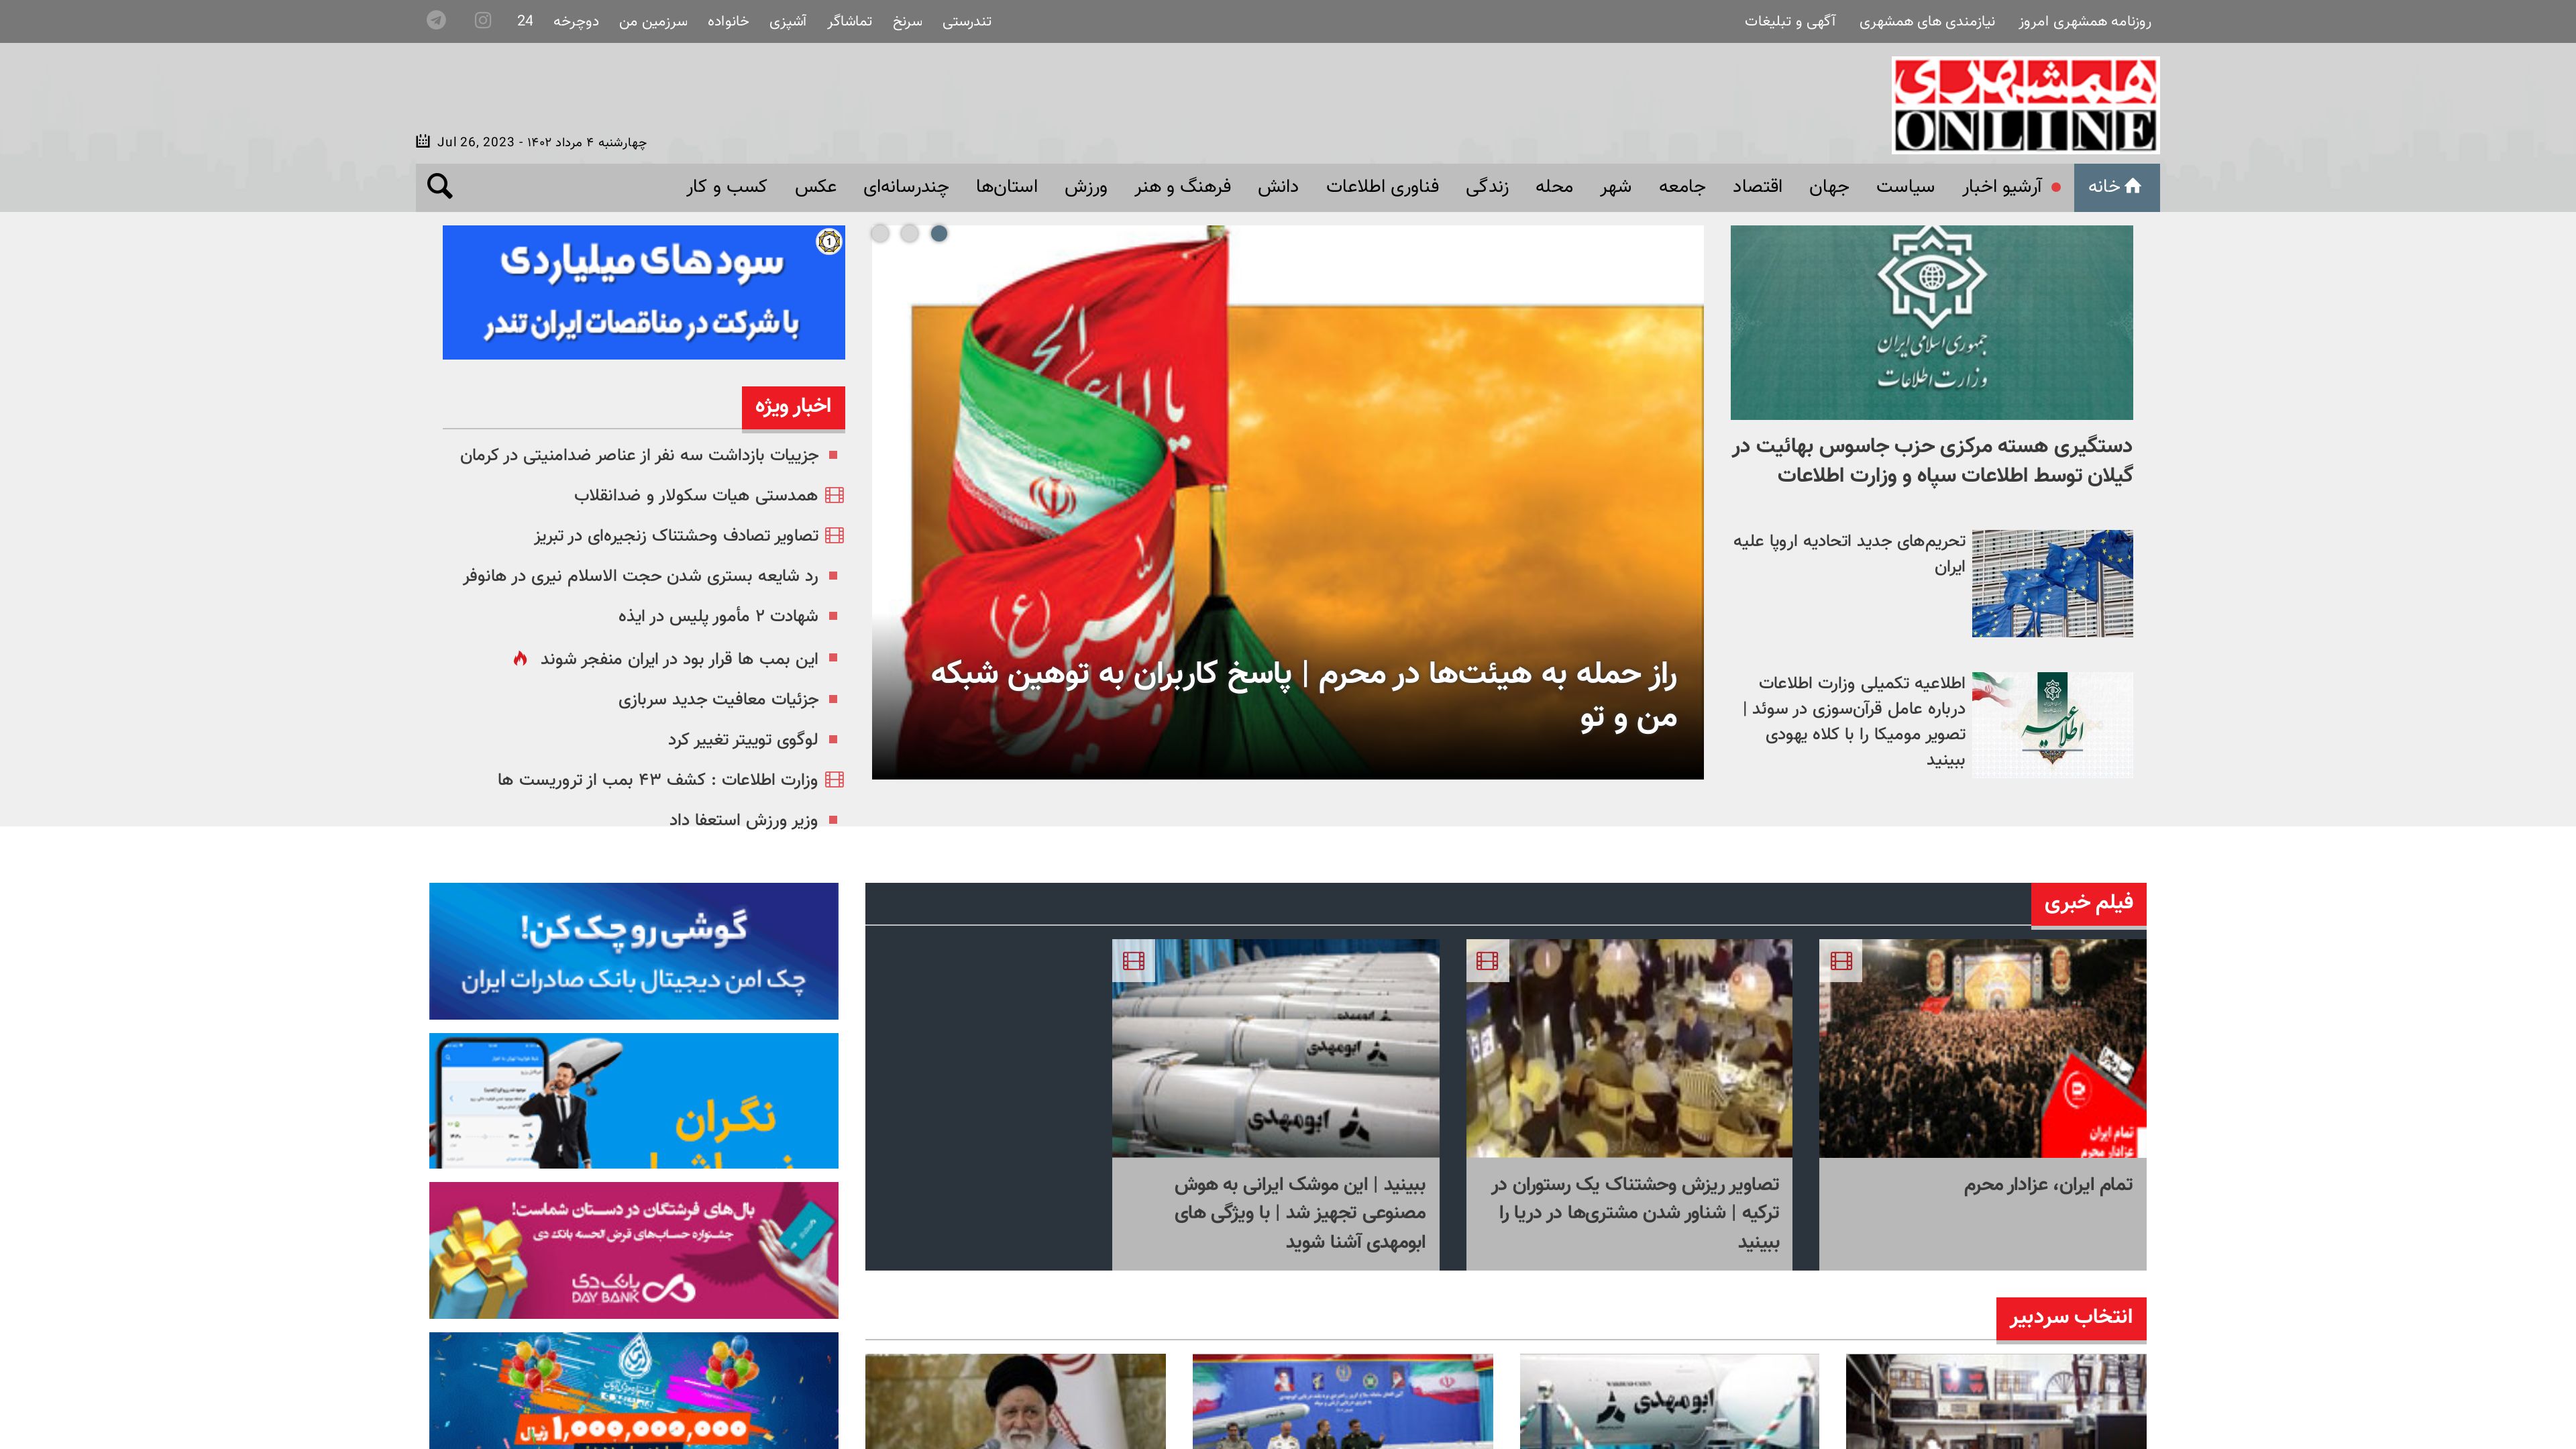 روزنامه همشهری امروز
نیازمندی های همشهری
آگهی و تبلیغات
تندرستی
سرنخ
تماشاگر
آشپزی
خانواده
سرزمین من
دوچرخه
24
همشهری
ONLINE
چهارشنبه ۴ مرداد ۱۴۰۲ - Jul 26, 2023
خانه
آرشیو اخبار
سیاست
جهان
اقتصاد
جامعه
شهر
محله
زندگی
فناوری اطلاعات
دانش
فرهنگ و هنر
ورزش
استان‌ها
چندرسانه‌ای
عکس
کسب و کار
جمهوری اسلامی ایران
وزارت اطلاعات
دستگیری هسته مرکزی حزب جاسوس بهائیت در
گیلان توسط اطلاعات سپاه و وزارت اطلاعات
تحریم‌های جدید اتحادیه اروپا علیه
ایران
اطلاعیه
اطلاعیه تکمیلی وزارت اطلاعات
درباره عامل قرآن‌سوزی در سوئد |
تصویر مومیکا را با کلاه یهودی
ببینید
راز حمله به هیئت‌ها در محرم | پاسخ کاربران به توهین شبکه
من و تو
1
سودهای میلیاردی
با شرکت در مناقصات ایران تندر
اخبار ویژه
جزییات بازداشت سه نفر از عناصر ضدامنیتی در کرمان
همدستی هیات سکولار و ضدانقلاب
تصاویر تصادف وحشتناک زنجیره‌ای در تبریز
رد شایعه بستری شدن حجت الاسلام نیری در هانوفر
شهادت ۲ مأمور پلیس در ایذه
این بمب ها قرار بود در ایران منفجر شوند
جزئیات معافیت جدید سربازی
لوگوی توییتر تغییر کرد
وزارت اطلاعات : کشف ۴۳ بمب از تروریست ها
وزیر ورزش استعفا داد
فیلم خبری
تمام ایران
عزادار محرم
تمام ایران، عزادار محرم
تصاویر ریزش وحشتناک یک رستوران در
ترکیه | شناور شدن مشتری‌ها در دریا را
ببینید
ابومهدی
ابومهدی
ببینید | این موشک ایرانی به هوش
مصنوعی تجهیز شد | با ویژگی های
ابومهدی آشنا شوید
گوشی رو چک کن!
چک امن دیجیتال بانک صادرات ایران
نگران
بال‌های فرشتگان در دستان شماست!
جشنواره حساب‌های قرض الحسنه بانک دی
بانک دی
DAY BANK
1,000,000,000 ریال
انتخاب سردبیر
ابومهدی